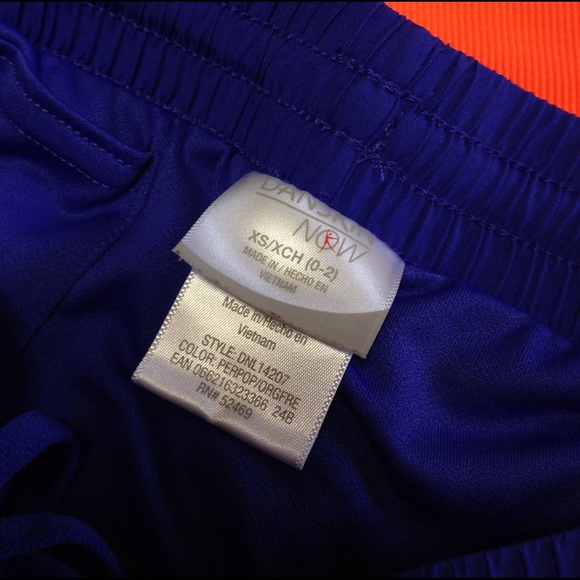 DANSKIN
NOW
XS/XCH (0-2)
MADE IN / HECHO EN
VIETNAM
Made in/Hecho en
Vietnam
STYLE: DNL14207
COLOR: PERPOP/ORGFRE
EAN 066216323366 24B
RN# 52469